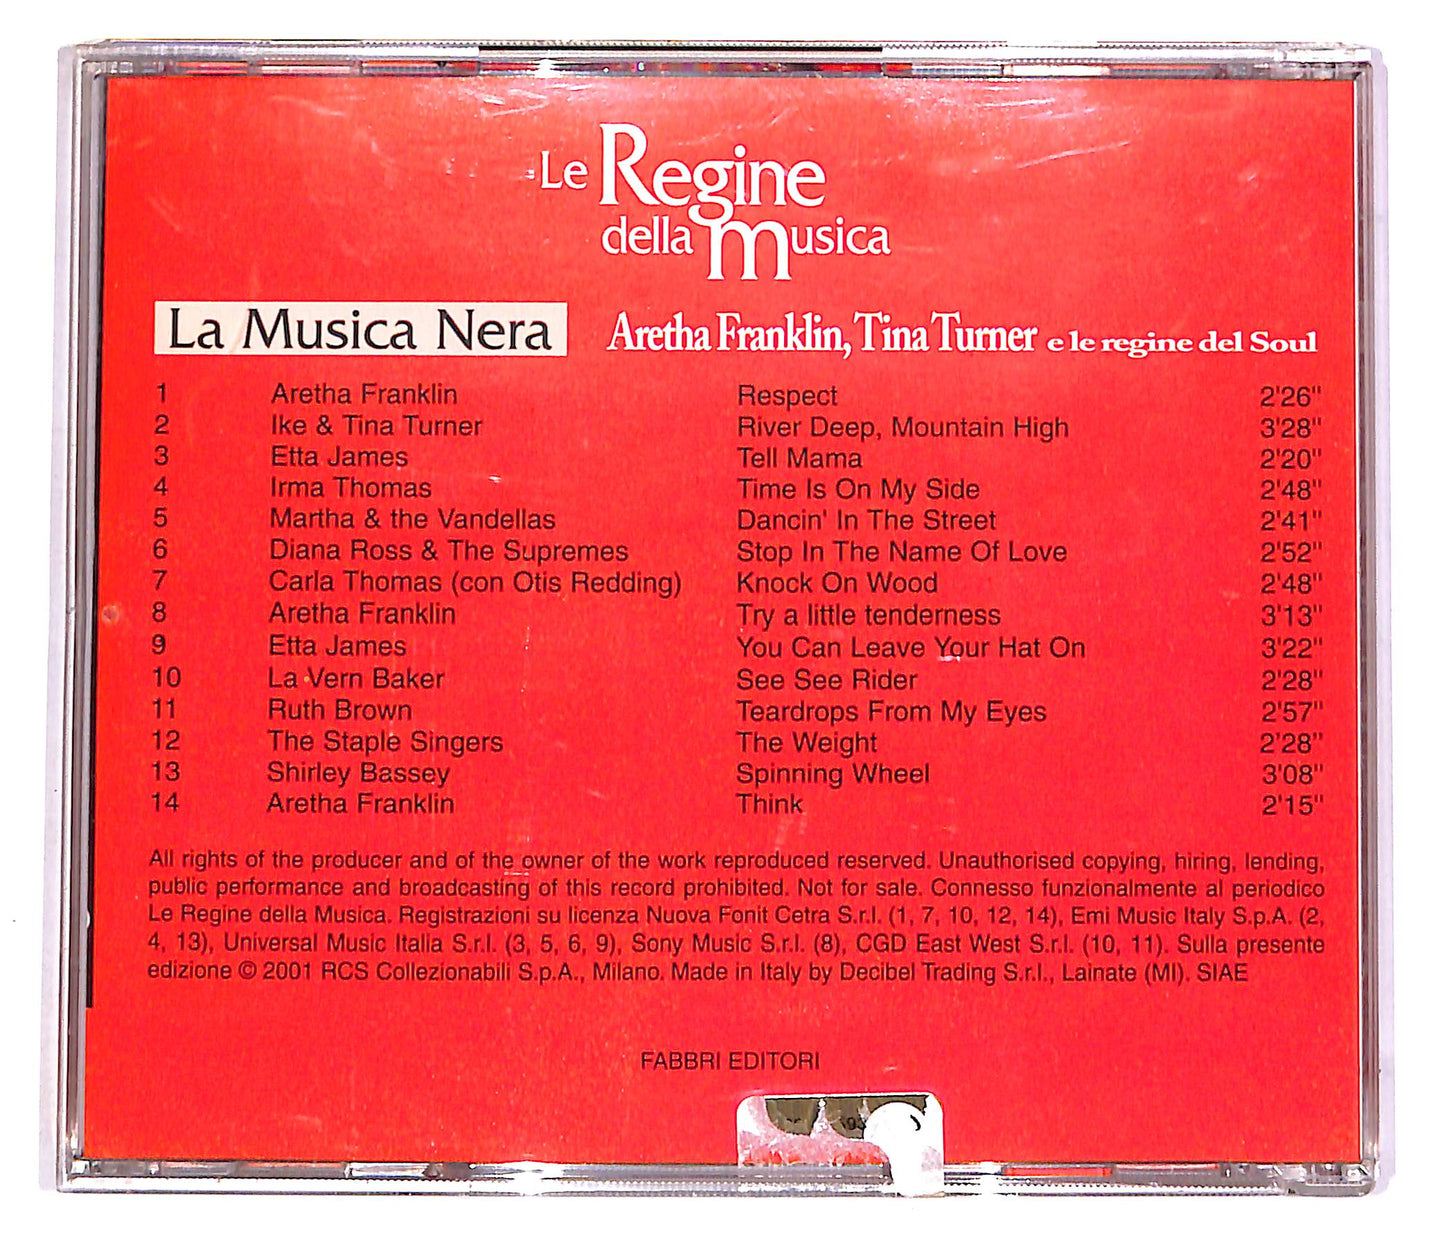 Le Regine
della musica
La Musica Nera Aretha Franklin, Tina Turner e le regine del Soul
1 Aretha Franklin Respect 2'26"
2 Ike & Tina Turner River Deep, Mountain High 3'28"
3 Etta James Tell Mama 2'20"
4 Irma Thomas Time Is On My Side 2'48"
5 Martha & the Vandellas Dancin' In The Street 2'41"
6 Diana Ross & The Supremes Stop In The Name Of Love 2'52"
7 Carla Thomas (con Otis Redding) Knock On Wood 2'48"
8 Aretha Franklin Try a little tenderness 3'13"
9 Etta James You Can Leave Your Hat On 3'22"
10 La Vern Baker See See Rider 2'28"
11 Ruth Brown Teardrops From My Eyes 2'57"
12 The Staple Singers The Weight 2'28"
13 Shirley Bassey Spinning Wheel 3'08"
14 Aretha Franklin Think 2'15"
All rights of the producer and of the owner of the work reproduced reserved. Unauthorised copying, hiring, lending,
public performance and broadcasting of this record prohibited. Not for sale. Connesso funzionalmente al periodico
Le Regine della Musica. Registrazioni su licenza Nuova Fonit Cetra S.r.l. (1, 7, 10, 12, 14), Emi Music Italy S.p.A. (2,
4, 13), Universal Music Italia S.r.l. (3, 5, 6, 9), Sony Music S.r.l. (8), CGD East West S.r.l. (10, 11). Sulla presente
edizione © 2001 RCS Collezionabili S.p.A., Milano. Made in Italy by Decibel Trading S.r.l., Lainate (MI). SIAE
FABBRI EDITORI